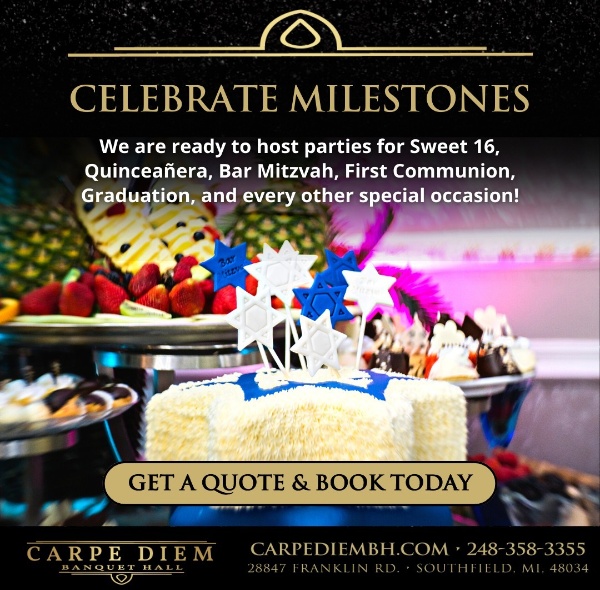 CELEBRATE MILESTONES
We are ready to host parties for Sweet 16,
Quinceañera, Bar Mitzvah, First Communion,
Graduation, and every other special occasion!
GET A QUOTE & BOOK TODAY
CARPE DIEM
BANQUET HALL
CARPEDIEMBH.COM • 248-358-3355
28847 FRANKLIN RD. • SOUTHFIELD, MI. 48034